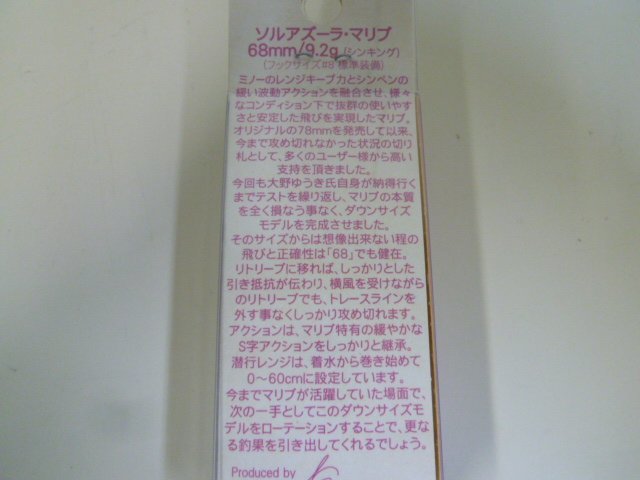 ソルアズーラ・マリブ
68mm/9.2g(シンキング)
(フックサイズ#8 標準装備)
ミノーのレンジキープ力とシンペンの
緩い波動アクションを融合させ、様々
なコンディション下で抜群の使いやす
さと安定した飛びを実現したマリブ。
オリジナルの78mmを発売して以来、
今まで攻め切れなかった状況の切り
札として、多くのユーザー様から高い
支持を頂きました。
今回も大野ゆうき氏自身が納得行く
までテストを繰り返し、マリブの本質
を全く損なう事なく、ダウンサイズ
モデルを完成させました。
そのサイズからは想像出来ない程の
飛びと正確性は「68」でも健在。
リトリーブに移れば、しっかりとした
引き抵抗が伝わり、横風を受けながら
のリトリーブでも、トレースラインを
外す事なくしっかり攻め切れます。
アクションは、マリブ特有の緩やかな
S字アクションをしっかりと継承。
潜行レンジは、着水から巻き始めて
0〜60cmに設定しています。
今までマリブが活躍していた場面で、
次の一手としてこのダウンサイズモ
デルをローテーションすることで、更な
る釣果を引き出してくれるでしょう。
Produced by